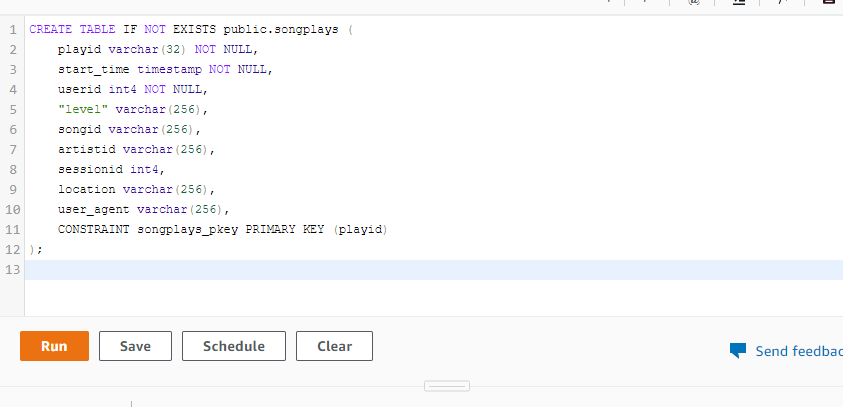 1 CREATE TABLE IF NOT EXISTS public.songplays (
2 playid varchar(32) NOT NULL,
3 start_time timestamp NOT NULL,
4 userid int4 NOT NULL,
5 "level" varchar(256),
6 songid varchar(256),
7 artistid varchar(256),
8 sessionid int4,
9 location varchar(256),
10 user_agent varchar(256),
11 CONSTRAINT songplays_pkey PRIMARY KEY (playid)
12 );
13
Run Save Schedule Clear
Send feedbac